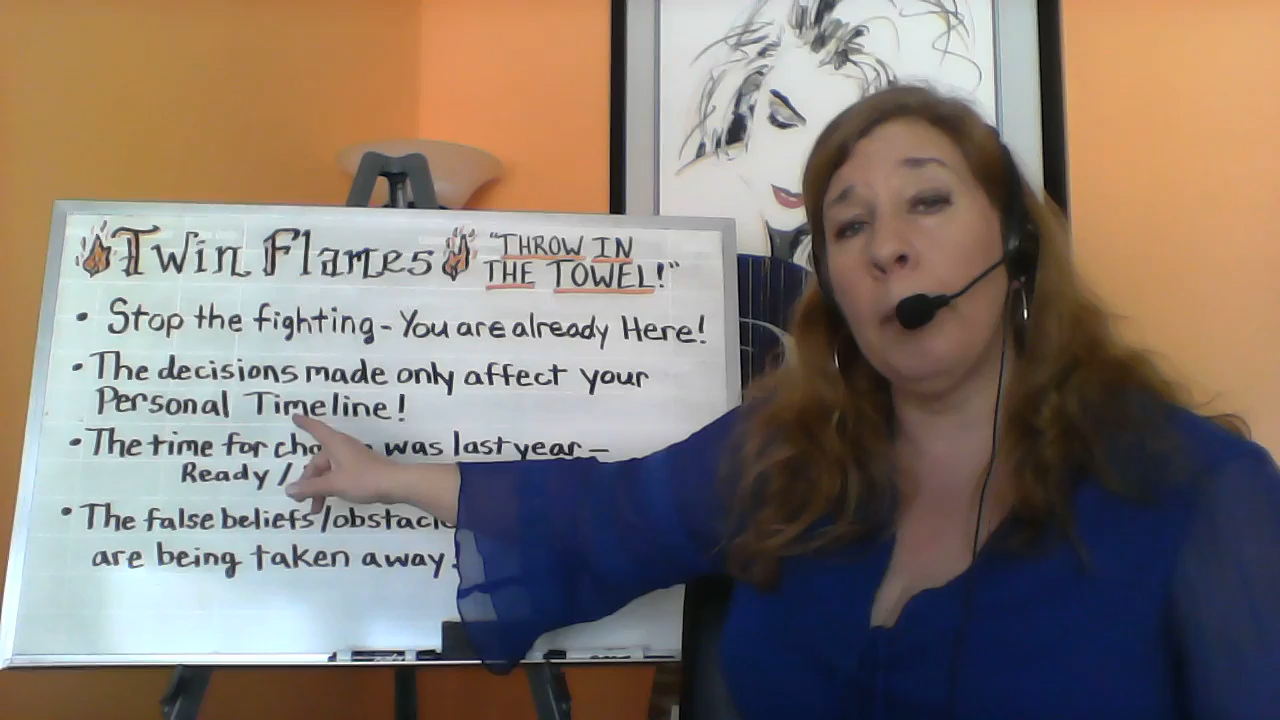 Twin Flames "THROW IN
THE TOWEL!"
• Stop the fighting - You are already Here!
• The decisions made only affect your
Personal Timeline!
• The time for was last year -
Ready /
• The false beliefs/
are being taken away